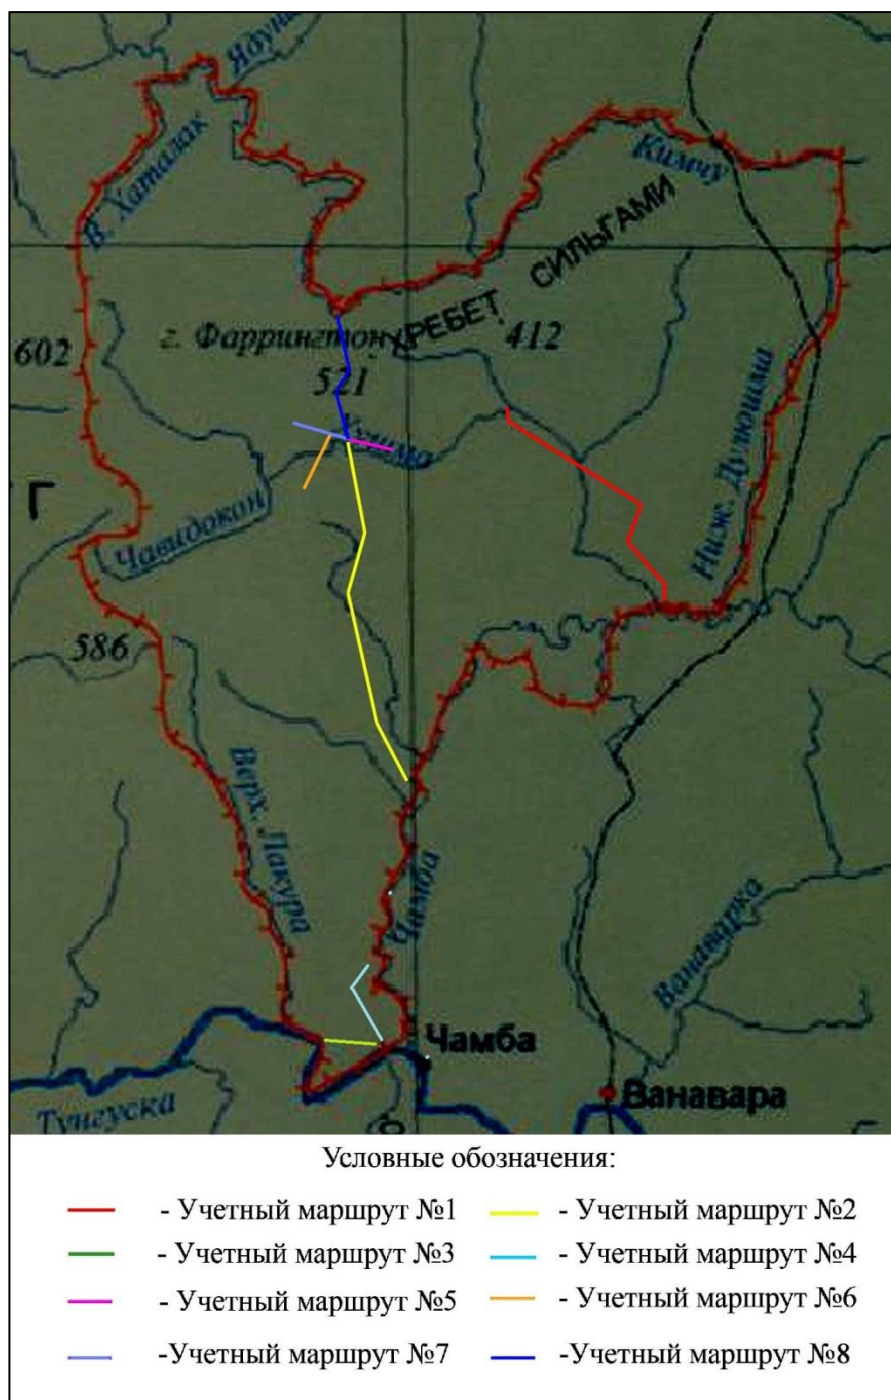 Ядули
В. Хаталак
Кимчу
ХРЕБЕТ СИЛЬГАМИ
г. Фаррингтон
412
602
521
Г
Чавидокон
Ниж. Дулюшма
586
Верх. Лакура
Чамба
Ванаварка
Чамба
Ванавара
Тунгуска
Условные обозначения:
- Учетный маршрут №1
- Учетный маршрут №2
- Учетный маршрут №3
- Учетный маршрут №4
- Учетный маршрут №5
- Учетный маршрут №6
-Учетный маршрут №7
-Учетный маршрут №8